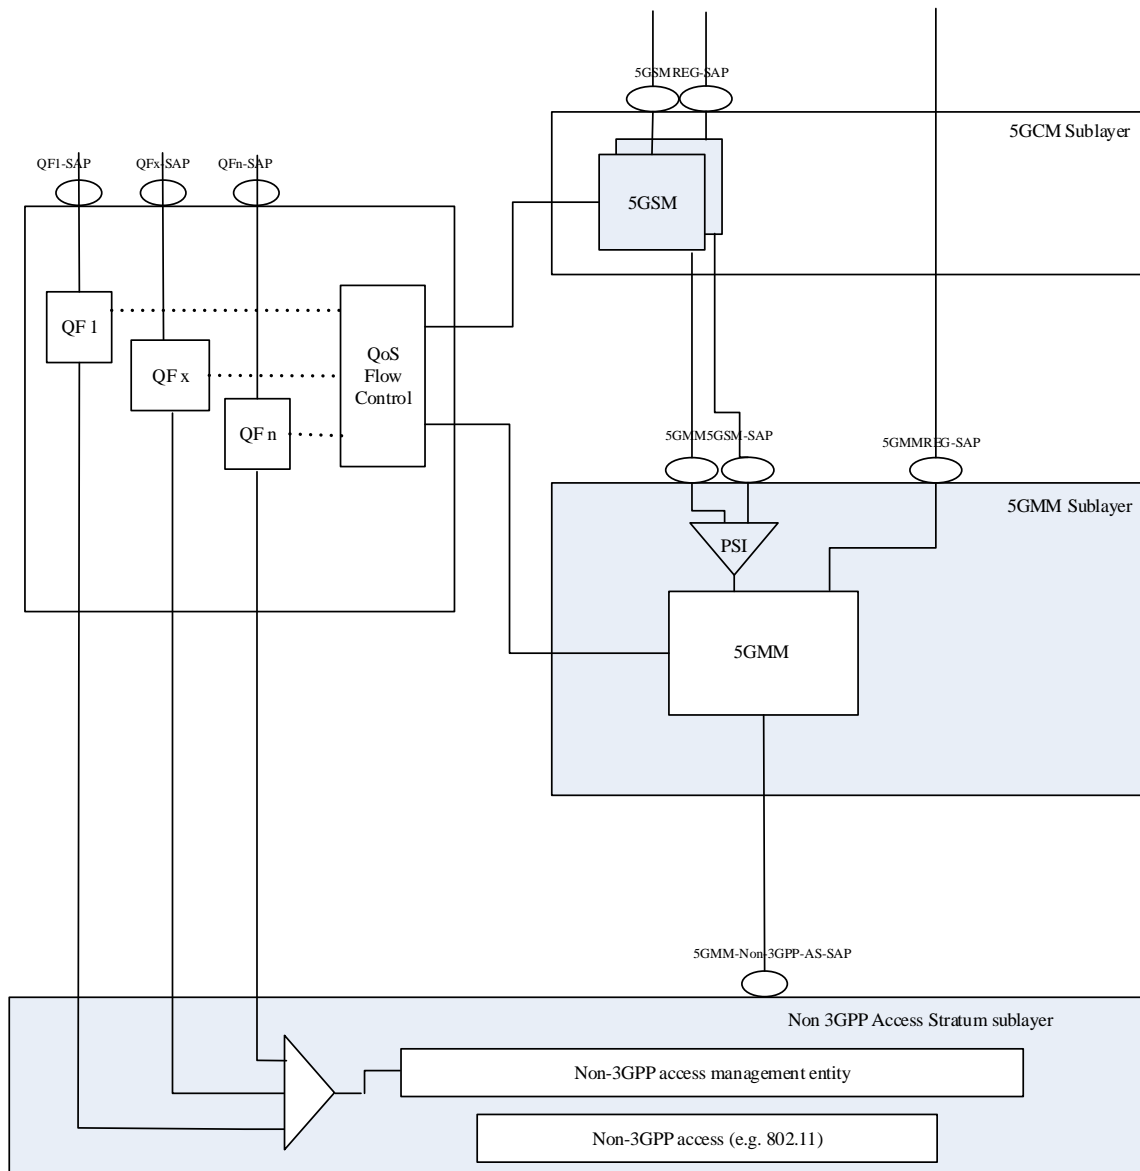 5GSMREG-SAP
5GCM Sublayer
QF1-SAP
QFx-SAP
QFn-SAP
5GSM
QF 1
QoS
Flow
Control
QF x
QF n
5GMM5GSM-SAP
5GMMREG-SAP
5GMM Sublayer
PSI
5GMM
5GMM-Non-3GPP-AS-SAP
Non 3GPP Access Stratum sublayer
Non-3GPP access management entity
Non-3GPP access (e.g. 802.11)